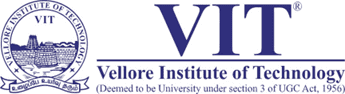 VELLORE INSTITUTE OF TECHNOLOGY
VIT
VIT®
Vellore Institute of Technology
(Deemed to be University under section 3 of UGC Act, 1956)